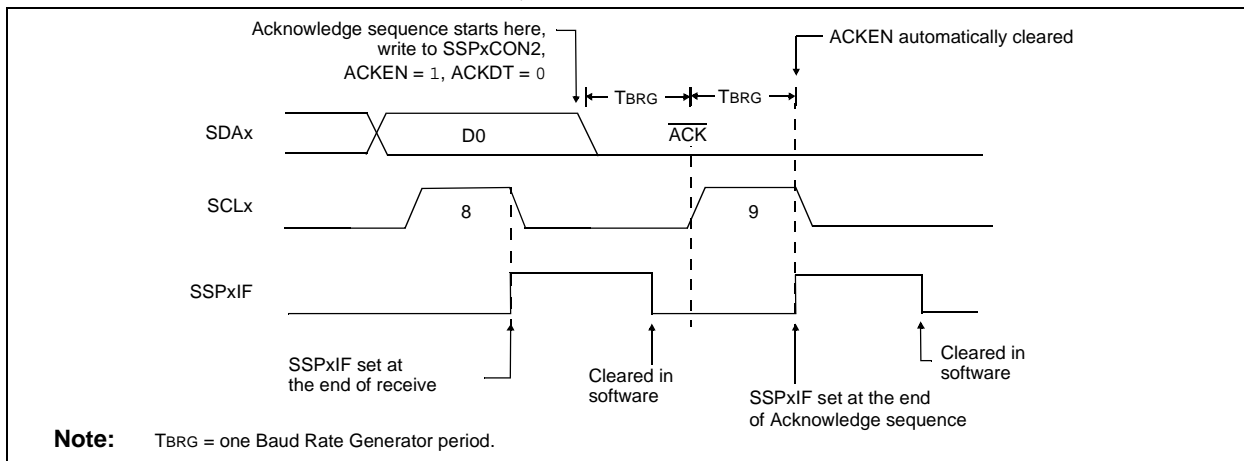 Acknowledge sequence starts here,
write to SSPxCON2,
ACKEN = 1, ACKDT = 0
ACKEN automatically cleared
TBRG
TBRG
SDAx
D0
ACK
SCLx
8
9
SSPxIF
SSPxIF set at
the end of receive
Cleared in
software
SSPxIF set at the end
of Acknowledge sequence
Cleared in
software
Note: TBRG = one Baud Rate Generator period.